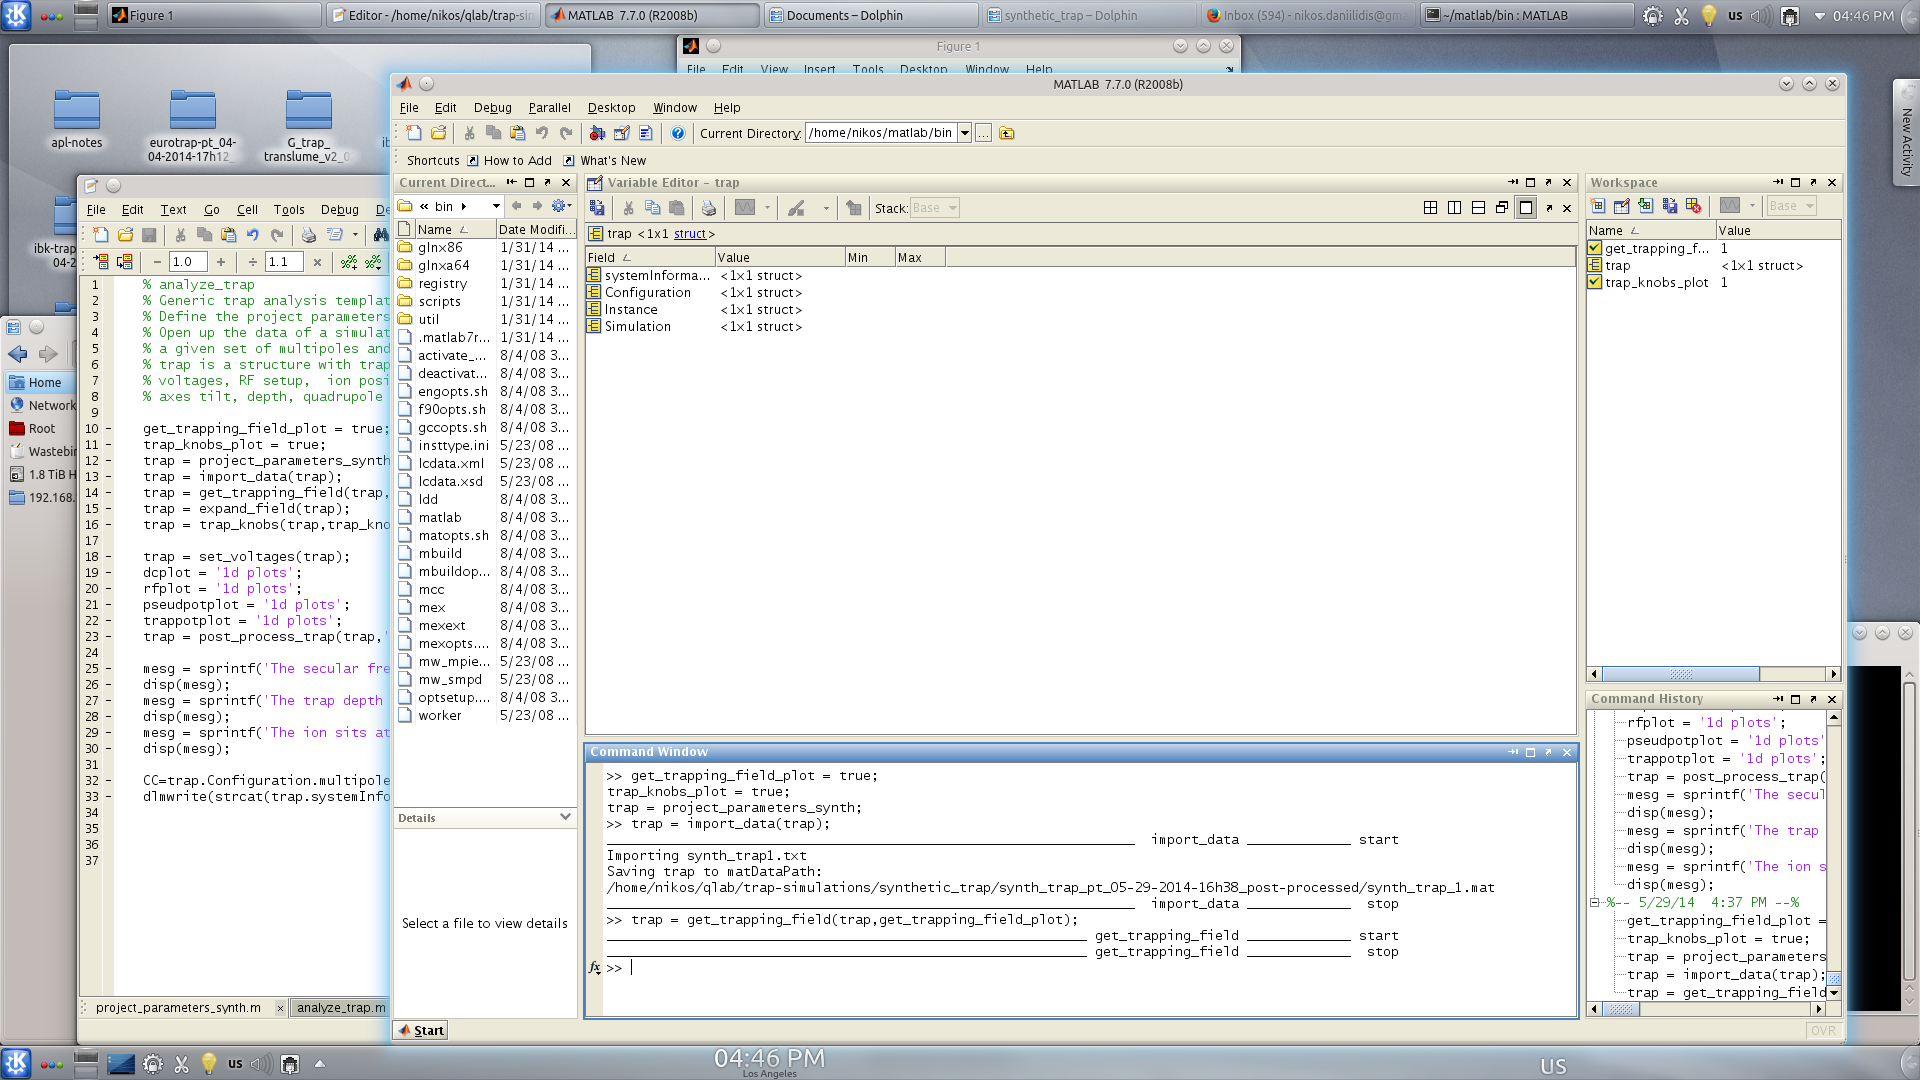 Figure 1
Editor - /home/nikos/qlab/trap-sim
MATLAB 7.7.0 (R2008b)
Documents – Dolphin
synthetic_trap – Dolphin
Inbox (594) - nikos.daniilidis@gm
~/matlab/bin : MATLAB
us
04:46 PM
Figure 1
File Edit View Insert Tools Desktop Window Help
apl-notes
eurotrap-pt_04-
04-2014-17h12_
G_trap_
translume_v2_0
ibk-trap
New Activity
MATLAB 7.7.0 (R2008b)
File Edit Debug Parallel Desktop Window Help
Current Directory: /home/nikos/matlab/bin
Shortcuts How to Add What's New
Current Direct...
« bin
Name Date Modifi...
glnx86 1/31/14 ...
glnxa64 1/31/14 ...
registry 1/31/14 ...
scripts 1/31/14 ...
util 1/31/14 ...
.matlab7r... 1/31/14 ...
activate_... 8/4/08 3...
deactivat... 8/4/08 3...
engopts.sh 8/4/08 3...
f90opts.sh 8/4/08 3...
gccopts.sh 8/4/08 3...
insttype.ini 5/23/08 ...
lcdata.xml 5/23/08 ...
lcdata.xsd 5/23/08 ...
ldd 8/4/08 3...
matlab 8/4/08 3...
matopts.sh 8/4/08 3...
mbuild 8/4/08 3...
mbuildop... 8/4/08 3...
mcc 8/4/08 3...
mex 8/4/08 3...
mexext 8/4/08 3...
mexopts.... 8/4/08 3...
mw_mpie... 5/23/08 ...
mw_smpd 5/23/08 ...
optsetup.... 8/4/08 3...
worker 5/23/08 ...
Details
Select a file to view details
Start
Variable Editor - trap
Stack: Base
trap <1x1 struct>
Field Value Min Max
systemInforma... <1x1 struct>
Configuration <1x1 struct>
Instance <1x1 struct>
Simulation <1x1 struct>
Command Window
>> get_trapping_field_plot = true;
trap_knobs_plot = true;
trap = project_parameters_synth;
>> trap = import_data(trap);
import_data start
Importing synth_trap1.txt
Saving trap to matDataPath:
/home/nikos/qlab/trap-simulations/synthetic_trap/synth_trap_pt_05-29-2014-16h38_post-processed/synth_trap_1.mat
import_data stop
>> trap = get_trapping_field(trap,get_trapping_field_plot);
get_trapping_field start
get_trapping_field stop
fx >>
Workspace
Base
Name Value
get_trapping_f... 1
trap <1x1 struct>
trap_knobs_plot 1
Command History
rfplot = '1d plots';
pseudpotplot = '1d plots'
trappotplot = '1d plots';
trap = post_process_trap(
mesg = sprintf('The secul
disp(mesg);
mesg = sprintf('The trap
disp(mesg);
mesg = sprintf('The ion s
disp(mesg);
%-- 5/29/14 4:37 PM --%
get_trapping_field_plot =
trap_knobs_plot = true;
trap = project_parameters
trap = import_data(trap);
trap = get_trapping_field
OVR
File Edit Text Go Cell Tools Debug De
- 1.0 + ÷ 1.1 ×
1 % analyze_trap
2 % Generic trap analysis templat
3 % Define the project parameters
4 % Open up the data of a simulat
5 % a given set of multipoles and
6 % trap is a structure with trap
7 % voltages, RF setup, ion posi
8 % axes tilt, depth, quadrupole
9
10 - get_trapping_field_plot = true;
11 - trap_knobs_plot = true;
12 - trap = project_parameters_synth
13 - trap = import_data(trap);
14 - trap = get_trapping_field(trap,
15 - trap = expand_field(trap);
16 - trap = trap_knobs(trap,trap_kno
17
18 - trap = set_voltages(trap);
19 - dcplot = '1d plots';
20 - rfplot = '1d plots';
21 - pseudpotplot = '1d plots';
22 - trappotplot = '1d plots';
23 - trap = post_process_trap(trap,'
24
25 - mesg = sprintf('The secular fre
26 - disp(mesg);
27 - mesg = sprintf('The trap depth
28 - disp(mesg);
29 - mesg = sprintf('The ion sits at
30 - disp(mesg);
31
32 - CC=trap.Configuration.multipole
33 - dlmwrite(strcat(trap.systemInfo
34
35
36
37
project_parameters_synth.m × analyze_trap.m
Home
Network
Root
Wastebin
1.8 TiB H
192.168.
us
04:46 PM
Los Angeles
US